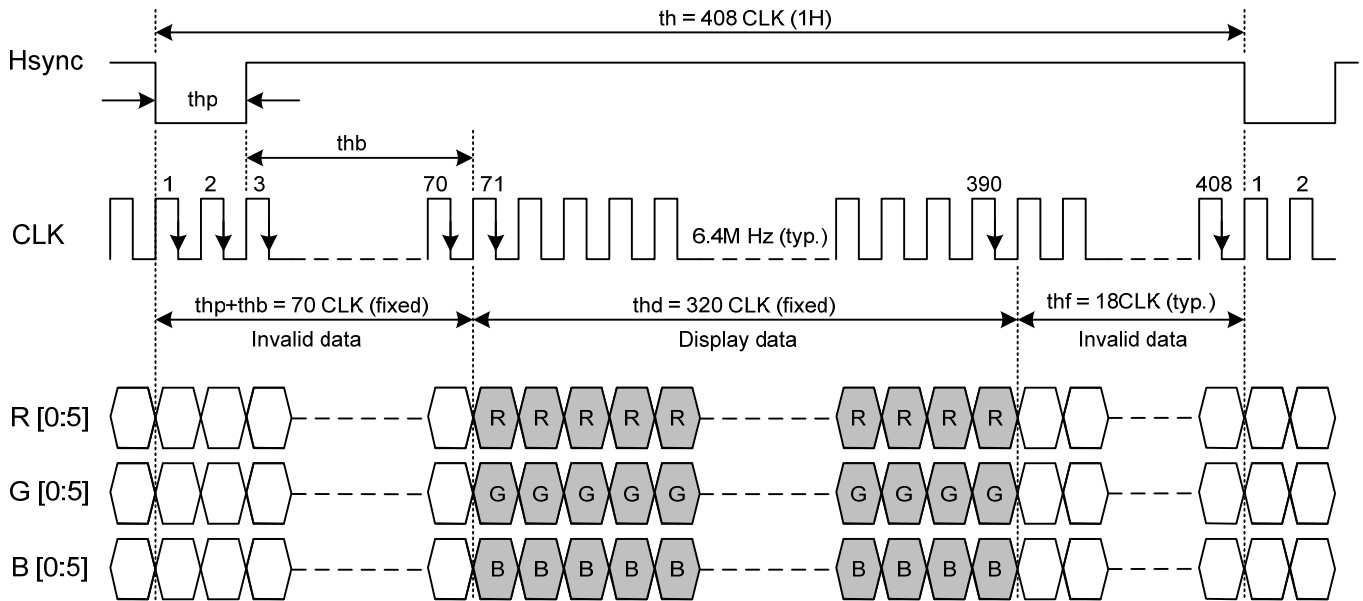 th = 408 CLK (1H)
Hsync
thp
thb
1 2 3 70 71 390 408 1 2
CLK
6.4M Hz (typ.)
thp+thb = 70 CLK (fixed) thd = 320 CLK (fixed) thf = 18CLK (typ.)
Invalid data Display data Invalid data
R [0:5] R R R R R R R R R
G [0:5] G G G G G G G G G
B [0:5] B B B B B B B B B